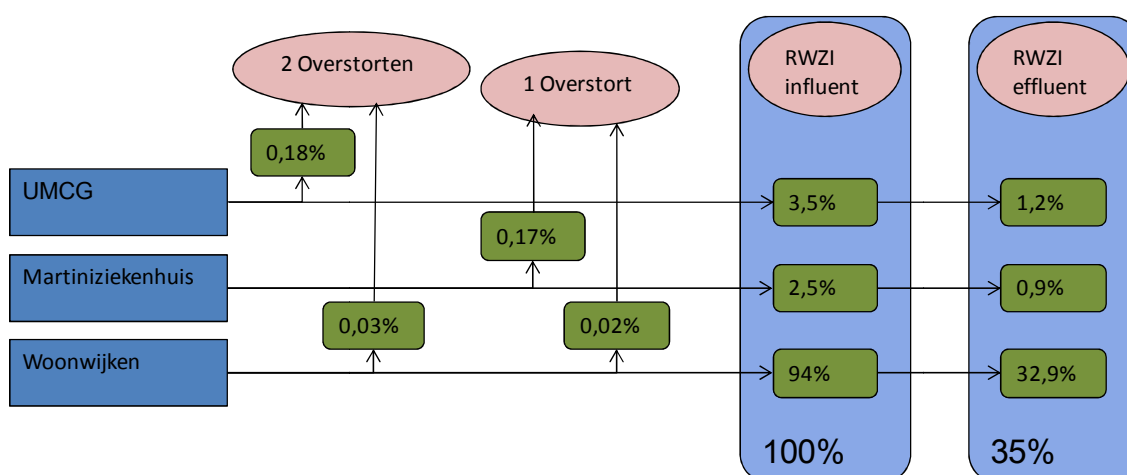 2 Overstorten
1 Overstort
RWZI
influent
RWZI
effluent
0,18%
UMCG
3,5%
1,2%
0,17%
Martiniziekenhuis
2,5%
0,9%
0,03%
0,02%
Woonwijken
94%
32,9%
100%
35%